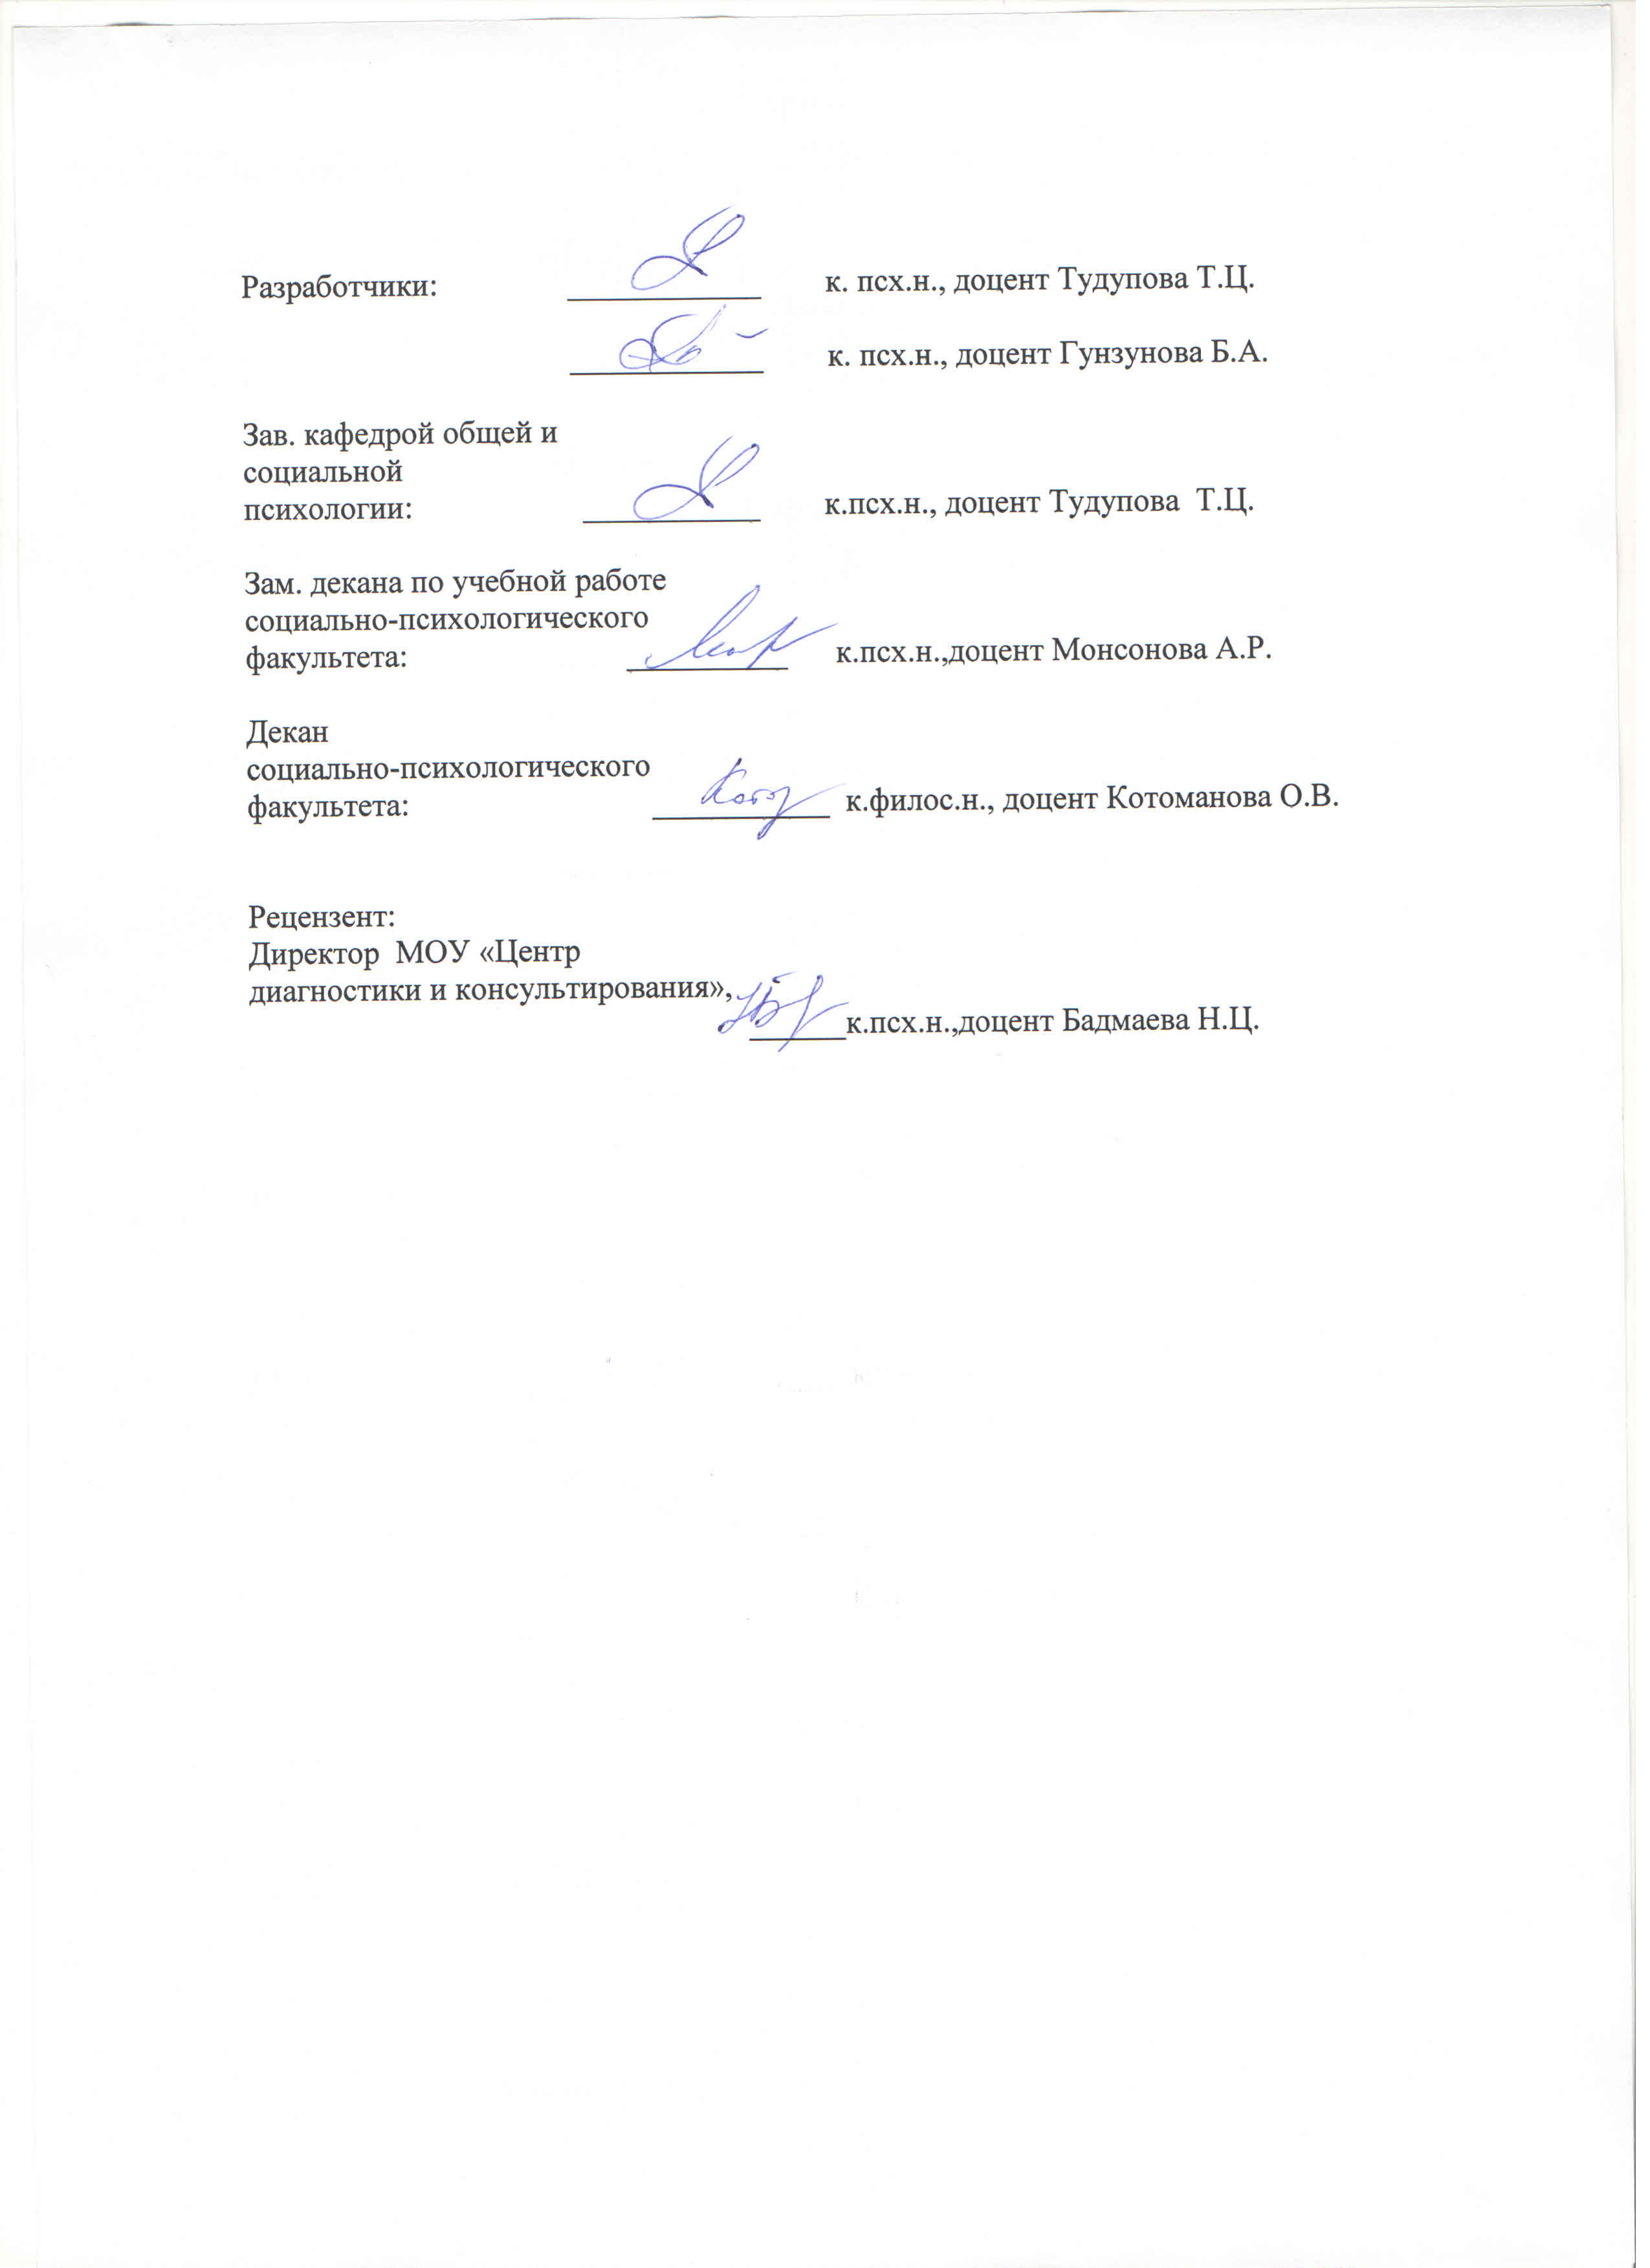 Разработчики: к. псх.н., доцент Тудупова Т.Ц.
к. псх.н., доцент Гунзунова Б.А.
Зав. кафедрой общей и
социальной
психологии: к.псх.н., доцент Тудупова Т.Ц.
Зам. декана по учебной работе
социально-психологического
факультета: к.псх.н.,доцент Монсонова А.Р.
Декан
социально-психологического
факультета: к.филос.н., доцент Котоманова О.В.
Рецензент:
Директор МОУ «Центр
диагностики и консультирования»,
к.псх.н.,доцент Бадмаева Н.Ц.